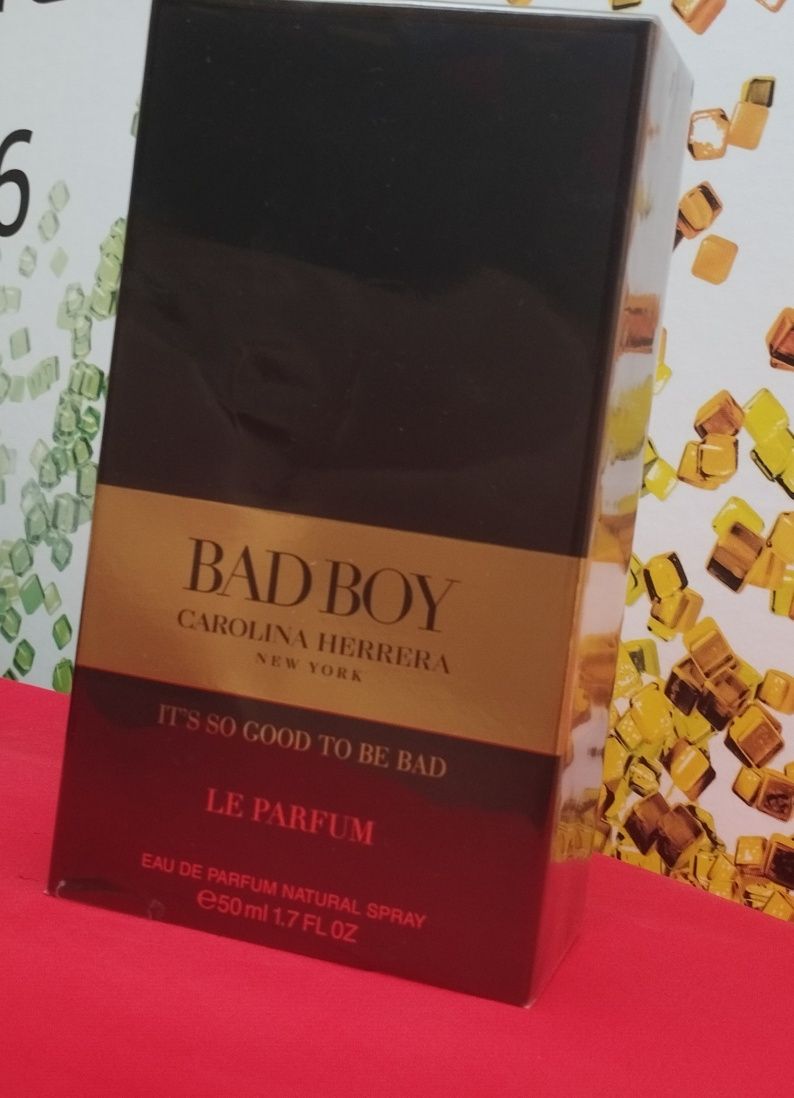 6
BAD BOY
CAROLINA HERRERA
NEW YORK
IT'S SO GOOD TO BE BAD
LE PARFUM
EAU DE PARFUM NATURAL SPRAY
℮50 ml 1.7 FL OZ